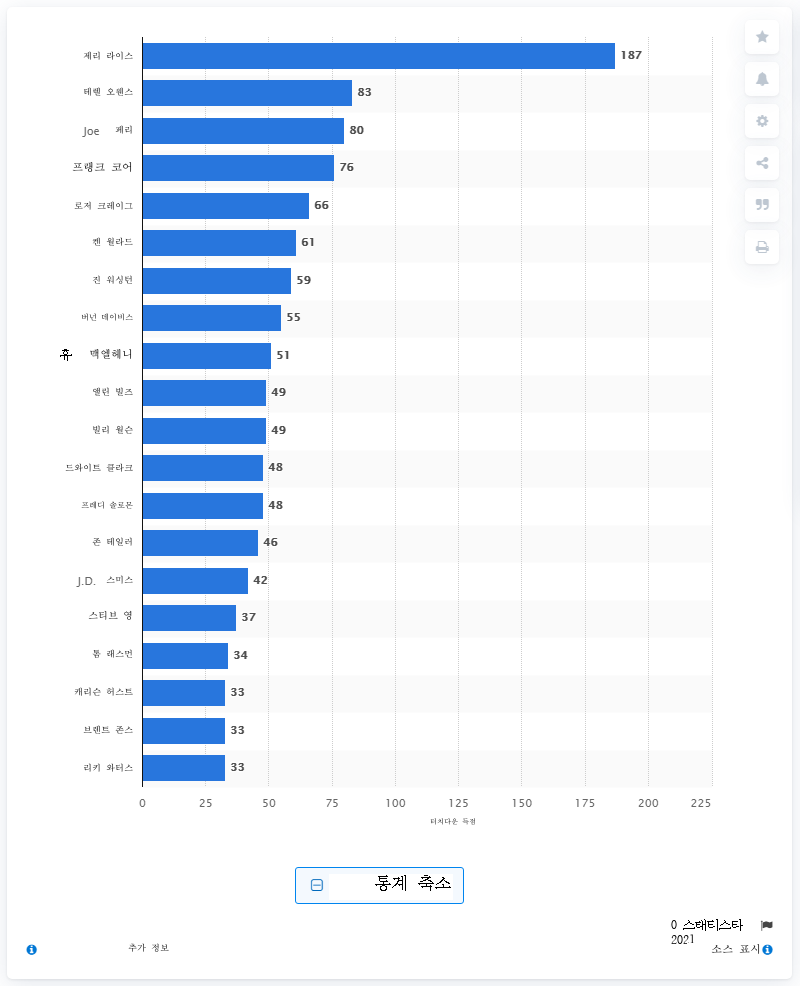 제리 라이스 187
테렐 오웬스 83
Joe 페리 80
프랭크 코어 76
로저 크레이그 66
켄 윌라드 61
진 워싱턴 59
버넌 데이비스 55
휴 맥엘헤니 51
앨린 빌즈 49
빌리 윌슨 49
드와이트 클라크 48
프레디 솔로몬 48
존 테일러 46
J.D. 스미스 42
스티브 영 37
톰 래스먼 34
캐리슨 허스트 33
브렌트 존스 33
리키 와터스 33
0 25 50 75 100 125 150 175 200 225
터치다운 득점
통계 축소
0 스태티스타
2021
추가 정보
소스 표시